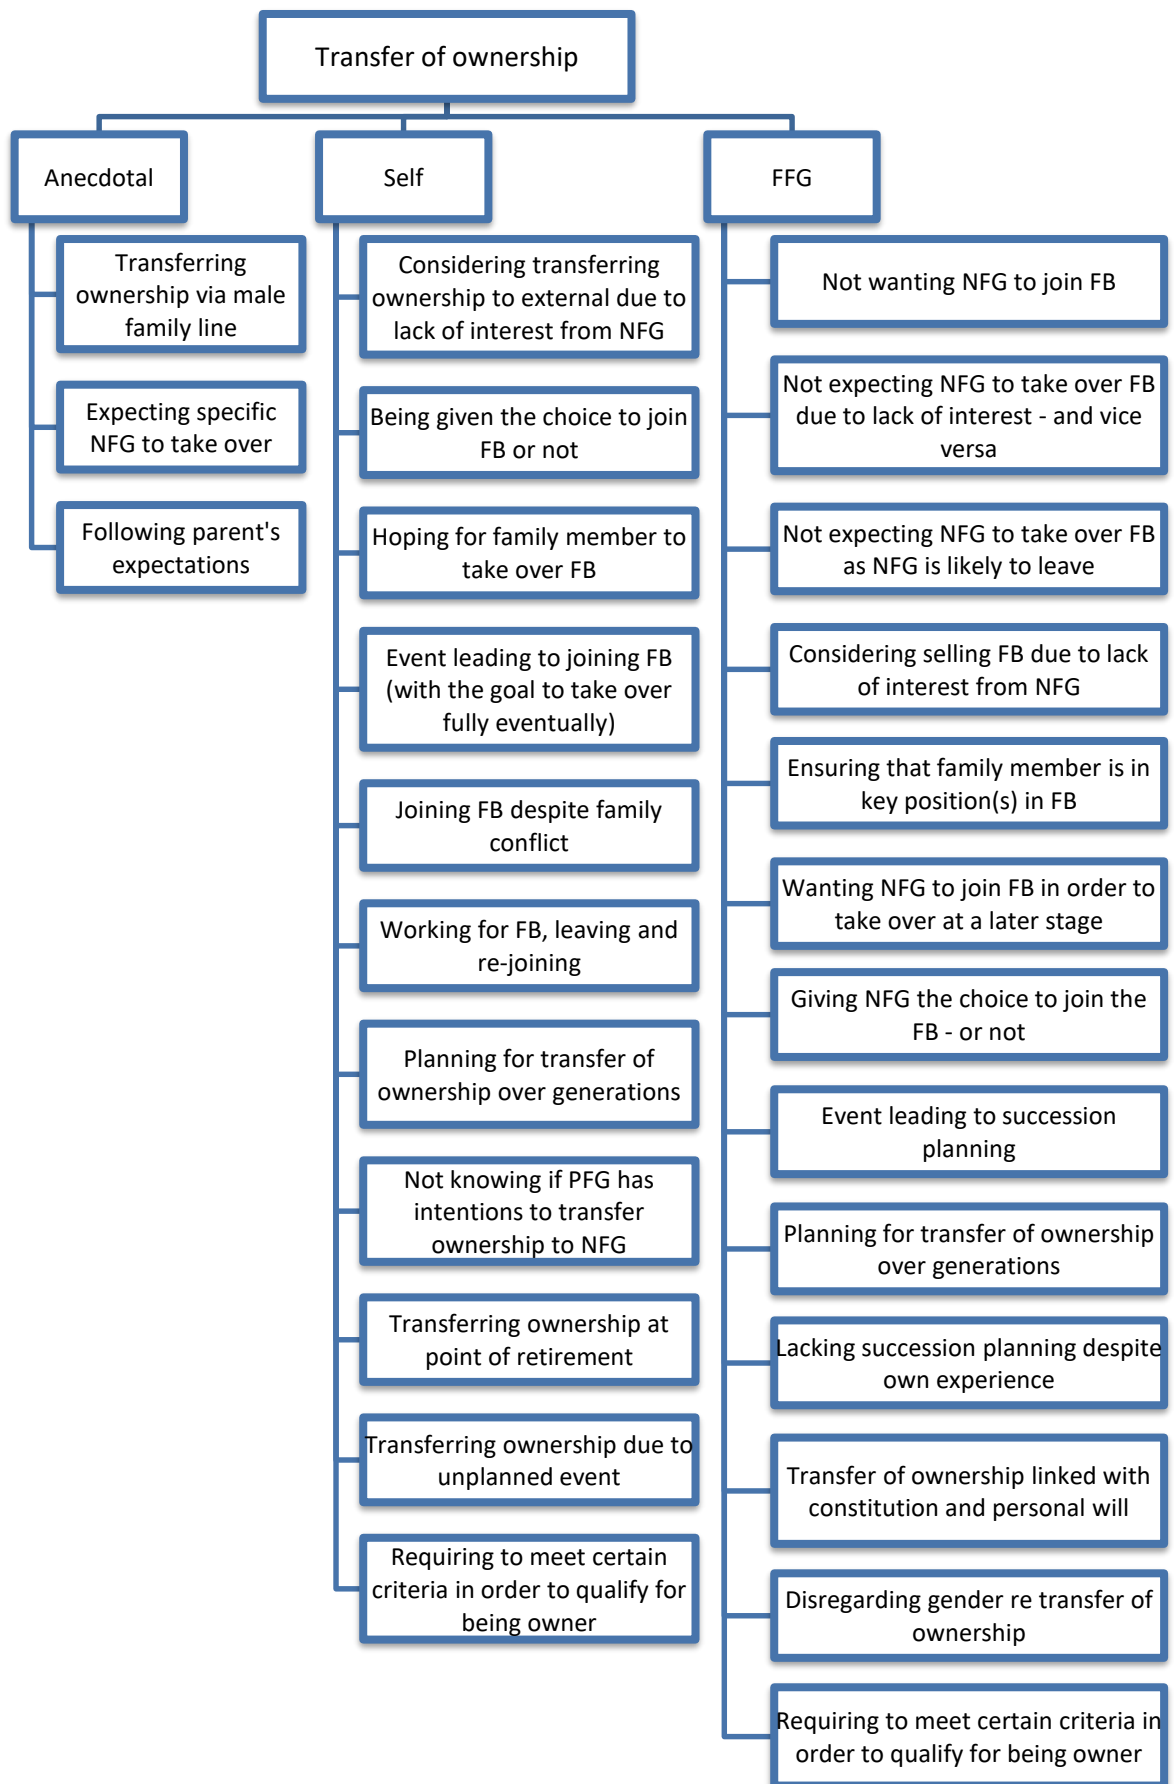 Transfer of ownership
Anecdotal
Transferring
ownership via male
family line
Expecting specific
NFG to take over
Following parent's
expectations
Self
Considering transferring
ownership to external due to
lack of interest from NFG
Being given the choice to join
FB or not
Hoping for family member to
take over FB
Event leading to joining FB
(with the goal to take over
fully eventually)
Joining FB despite family
conflict
Working for FB, leaving and
re-joining
Planning for transfer of
ownership over generations
Not knowing if PFG has
intentions to transfer
ownership to NFG
Transferring ownership at
point of retirement
Transferring ownership due to
unplanned event
Requiring to meet certain
criteria in order to qualify for
being owner
FFG
Not wanting NFG to join FB
Not expecting NFG to take over FB
due to lack of interest - and vice
versa
Not expecting NFG to take over FB
as NFG is likely to leave
Considering selling FB due to lack
of interest from NFG
Ensuring that family member is in
key position(s) in FB
Wanting NFG to join FB in order to
take over at a later stage
Giving NFG the choice to join the
FB - or not
Event leading to succession
planning
Planning for transfer of ownership
over generations
Lacking succession planning despite
own experience
Transfer of ownership linked with
constitution and personal will
Disregarding gender re transfer of
ownership
Requiring to meet certain criteria in
order to qualify for being owner